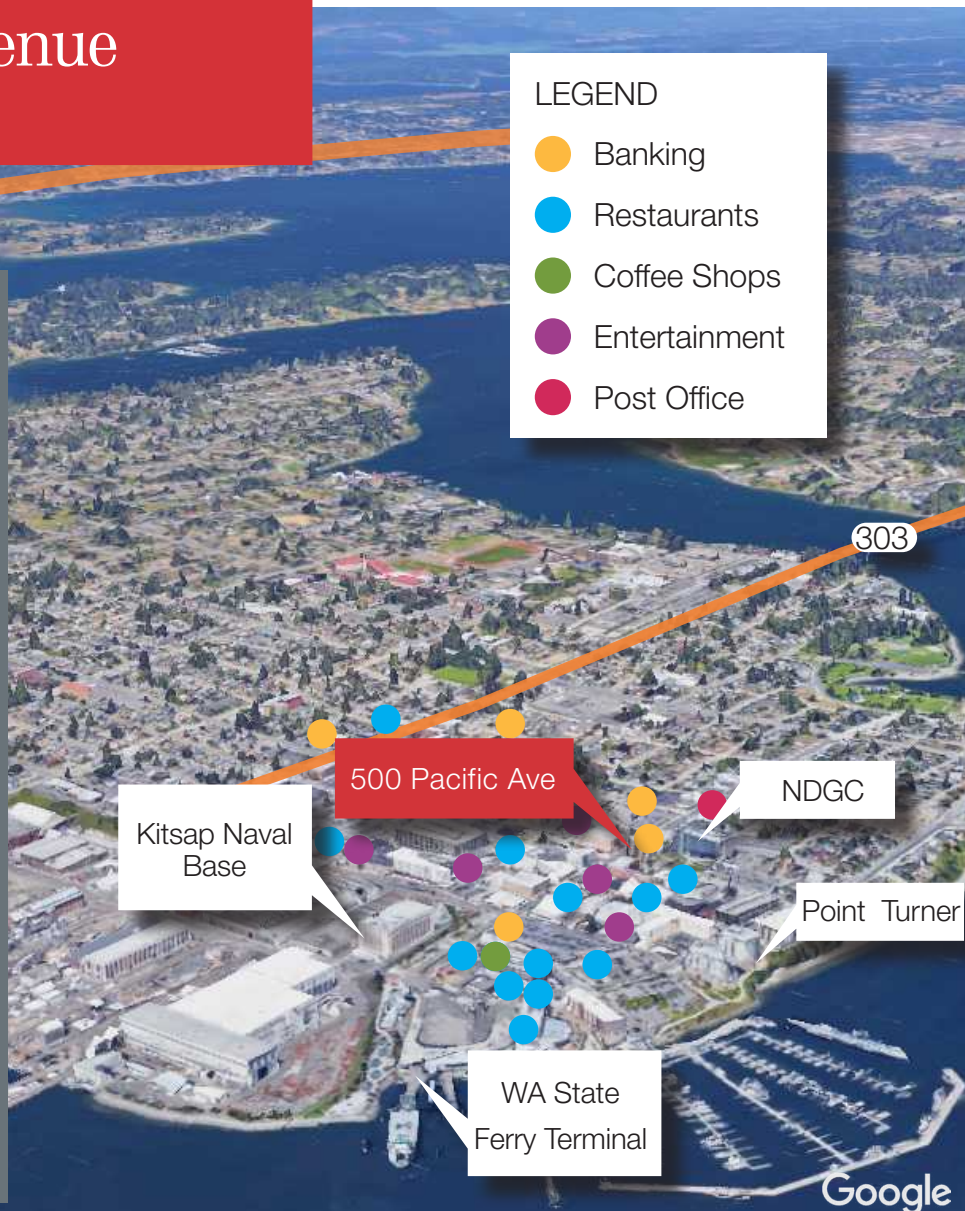 enue
LEGEND
Banking
Restaurants
Coffee Shops
Entertainment
Post Office
303
500 Pacific Ave
NDGC
Kitsap Naval
Base
Point Turner
WA State
Ferry Terminal
Google